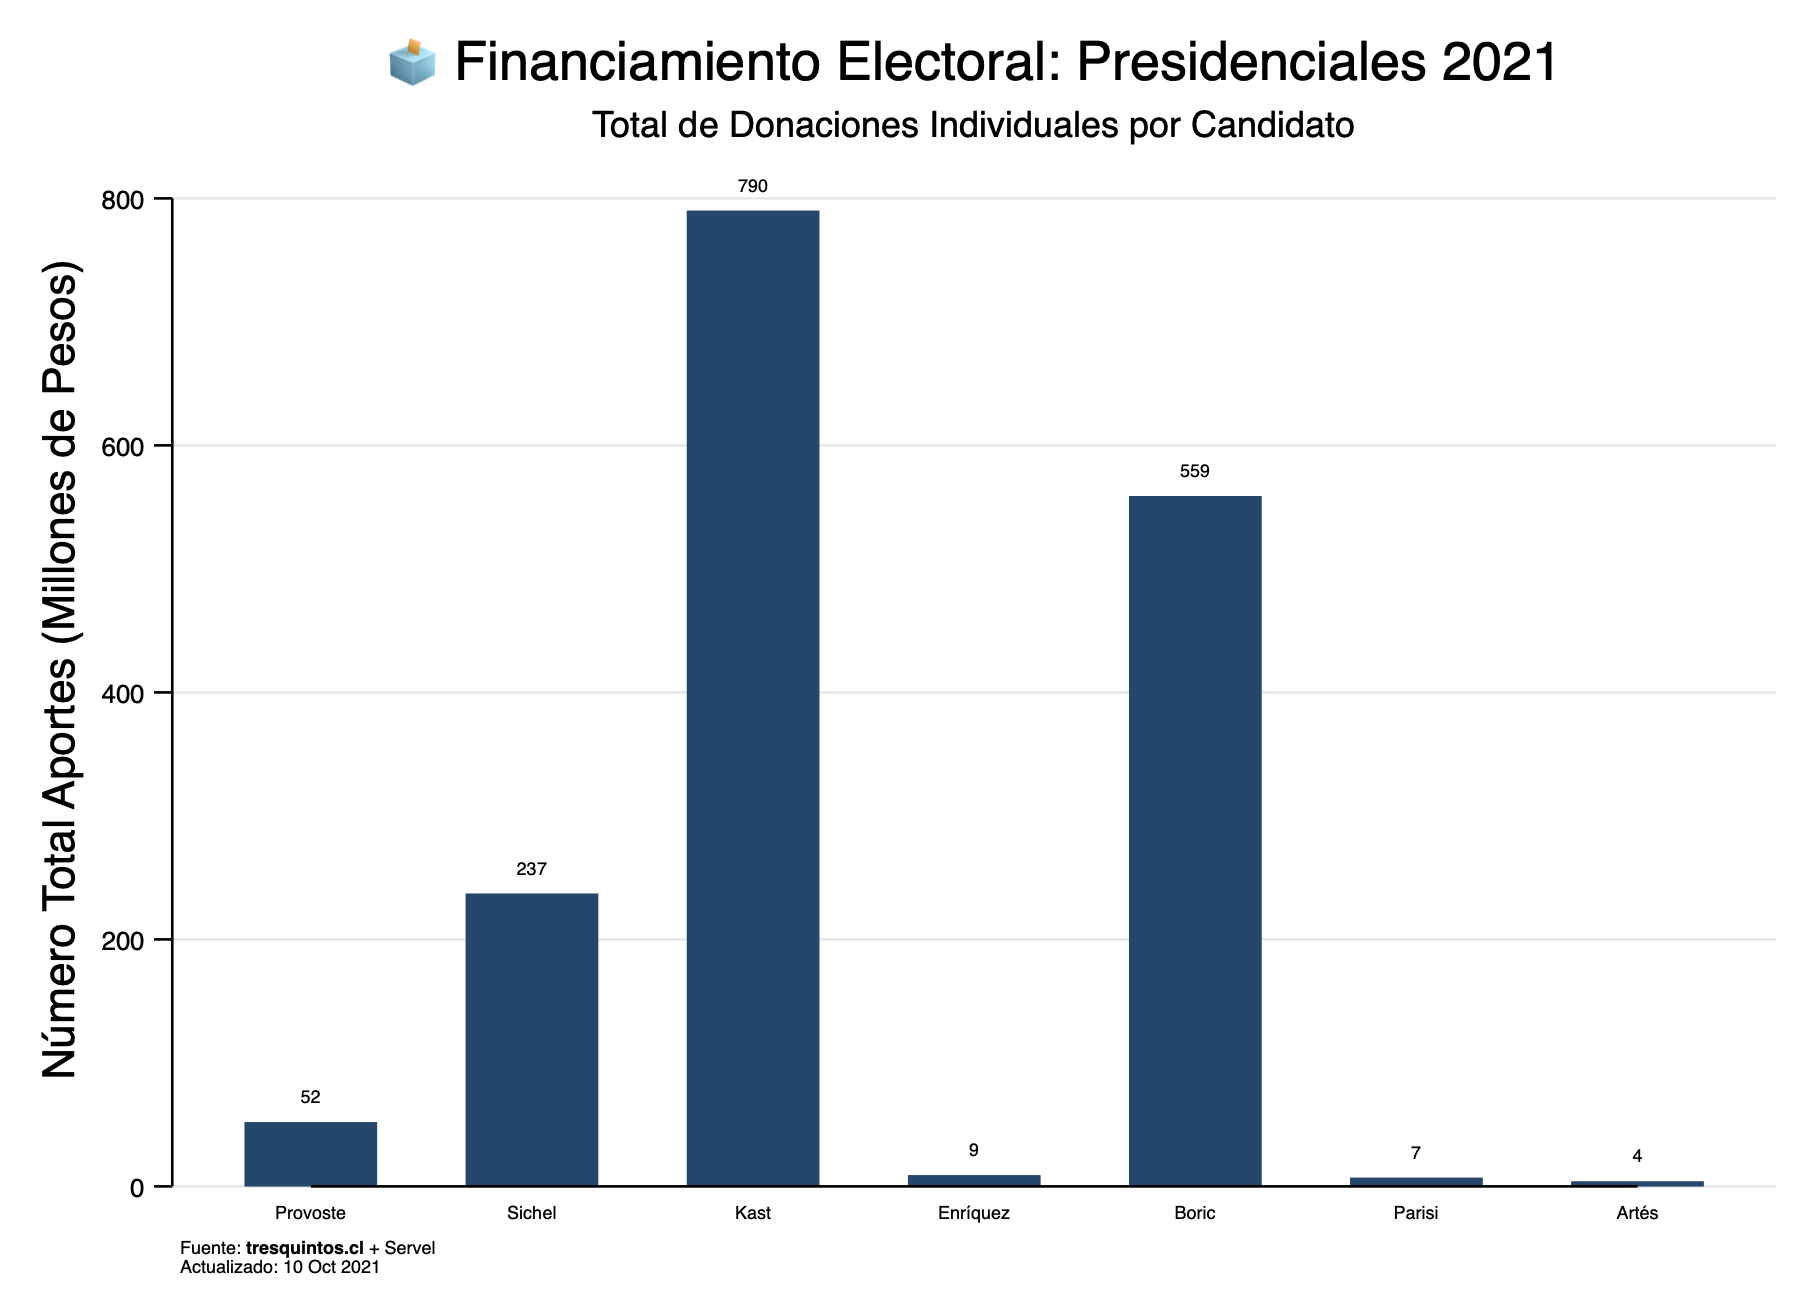 Financiamiento Electoral: Presidenciales 2021
Total de Donaciones Individuales por Candidato
Número Total Aportes (Millones de Pesos)
800
600
400
200
0
52
237
790
9
559
7
4
Provoste
Sichel
Kast
Enríquez
Boric
Parisi
Artés
Fuente: tresquintos.cl + Servel
Actualizado: 10 Oct 2021